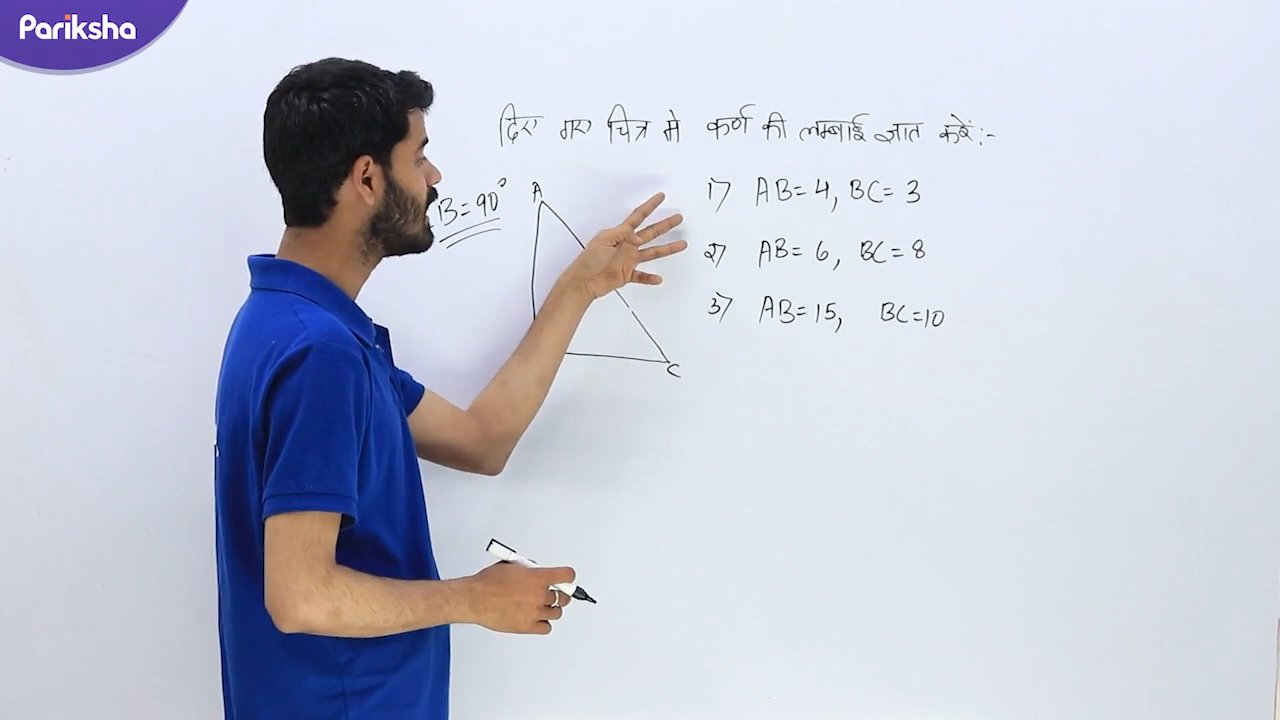 Pariksha
दिए गए चित्र में कर्ण की लम्बाई ज्ञात करें:-
B=90°
A
C
1) AB=4, BC=3
2) AB=6, BC=8
3) AB=15, BC=10